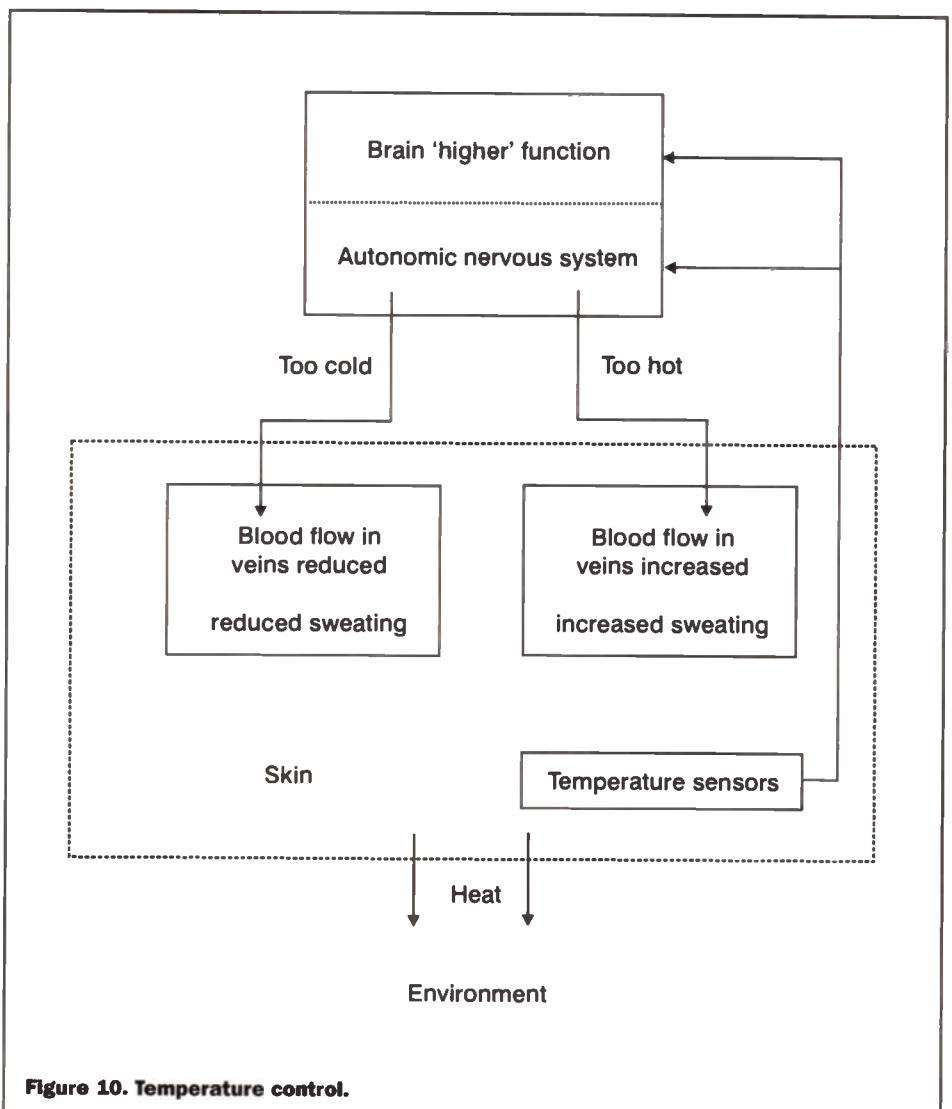 Brain ‘higher’ function
Autonomic nervous system
Too cold
Too hot
Blood flow in
veins reduced
reduced sweating
Blood flow in
veins increased
increased sweating
Skin
Temperature sensors
Heat
Environment
Figure 10. Temperature control.